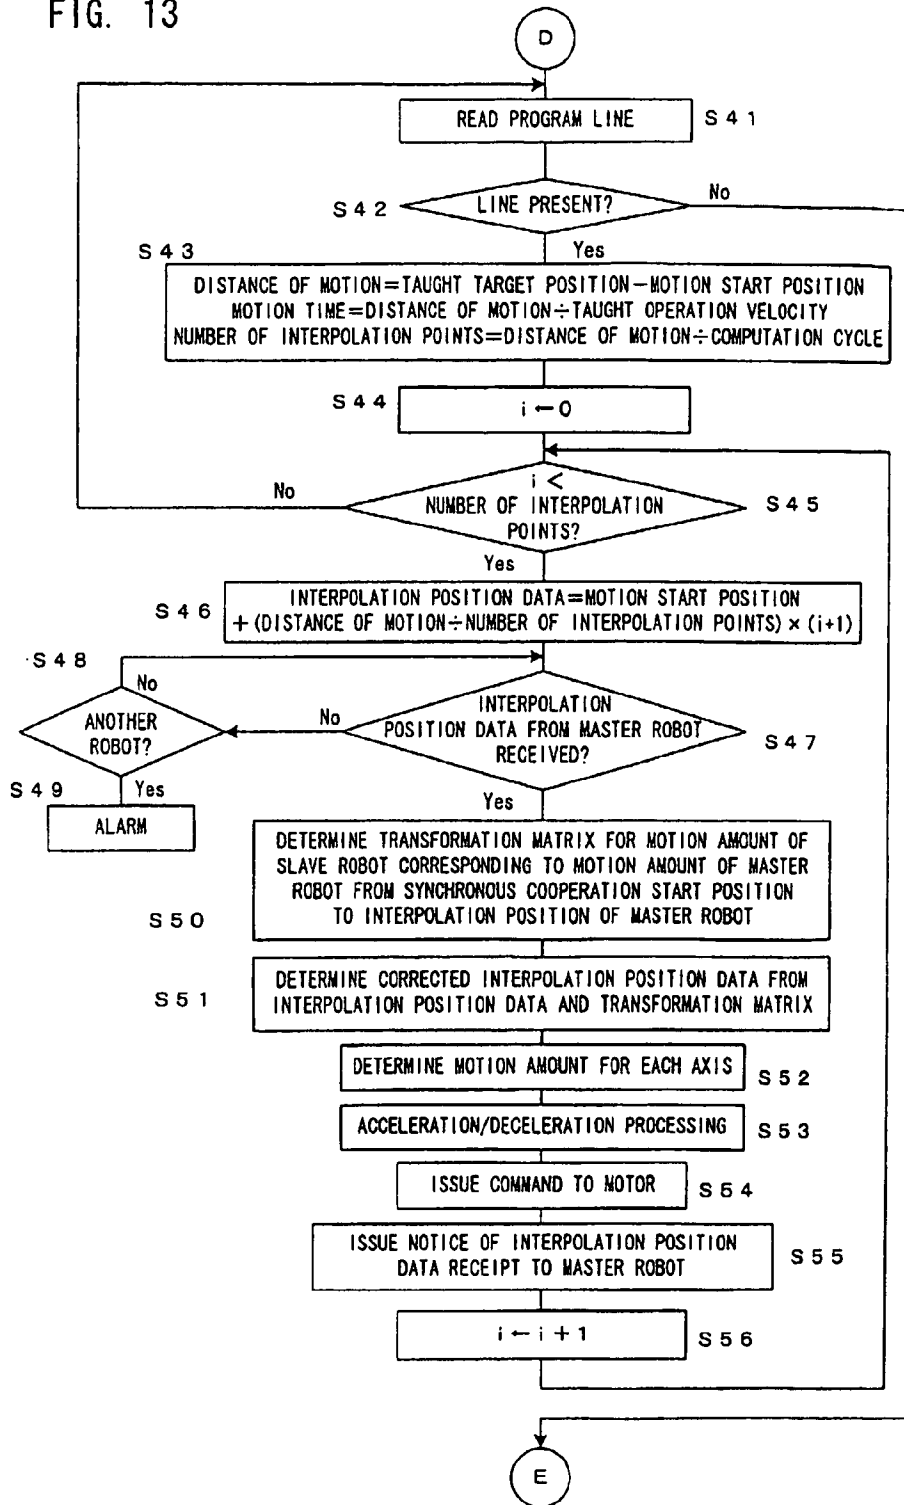 FIG. 13
D
READ PROGRAM LINE
S41
LINE PRESENT?
S42
No
Yes
S43
DISTANCE OF MOTION=TAUGHT TARGET POSITION-MOTION START POSITION
MOTION TIME=DISTANCE OF MOTION÷TAUGHT OPERATION VELOCITY
NUMBER OF INTERPOLATION POINTS=DISTANCE OF MOTION÷COMPUTATION CYCLE
S44
i←0
i <
NUMBER OF INTERPOLATION
POINTS?
S45
No
Yes
S46
INTERPOLATION POSITION DATA=MOTION START POSITION
+(DISTANCE OF MOTION÷NUMBER OF INTERPOLATION POINTS)×(i+1)
S48
No
ANOTHER
ROBOT?
No
INTERPOLATION
POSITION DATA FROM MASTER ROBOT
RECEIVED?
S47
S49
Yes
ALARM
Yes
DETERMINE TRANSFORMATION MATRIX FOR MOTION AMOUNT OF
SLAVE ROBOT CORRESPONDING TO MOTION AMOUNT OF MASTER
ROBOT FROM SYNCHRONOUS COOPERATION START POSITION
TO INTERPOLATION POSITION OF MASTER ROBOT
S50
DETERMINE CORRECTED INTERPOLATION POSITION DATA FROM
INTERPOLATION POSITION DATA AND TRANSFORMATION MATRIX
S51
DETERMINE MOTION AMOUNT FOR EACH AXIS
S52
ACCELERATION/DECELERATION PROCESSING
S53
ISSUE COMMAND TO MOTOR
S54
ISSUE NOTICE OF INTERPOLATION POSITION
DATA RECEIPT TO MASTER ROBOT
S55
i←i+1
S56
E